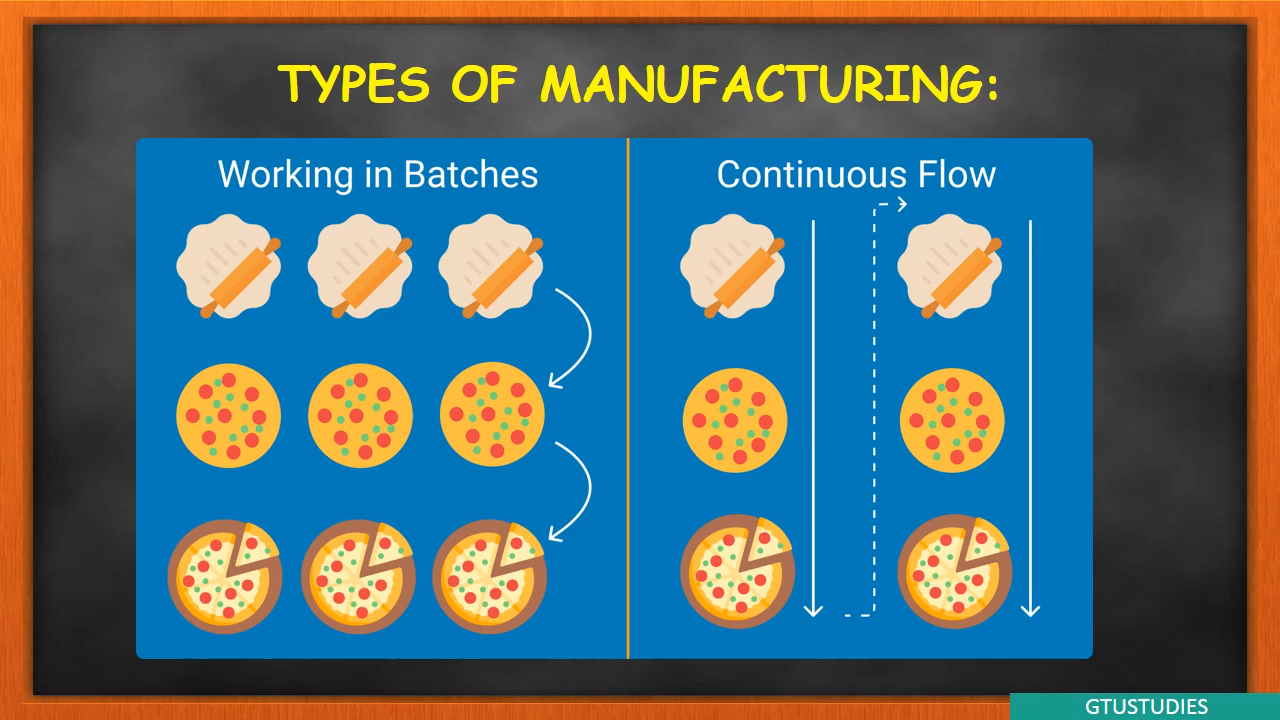 TYPES OF MANUFACTURING:
Working in Batches
Continuous Flow
GTUSTUDIES